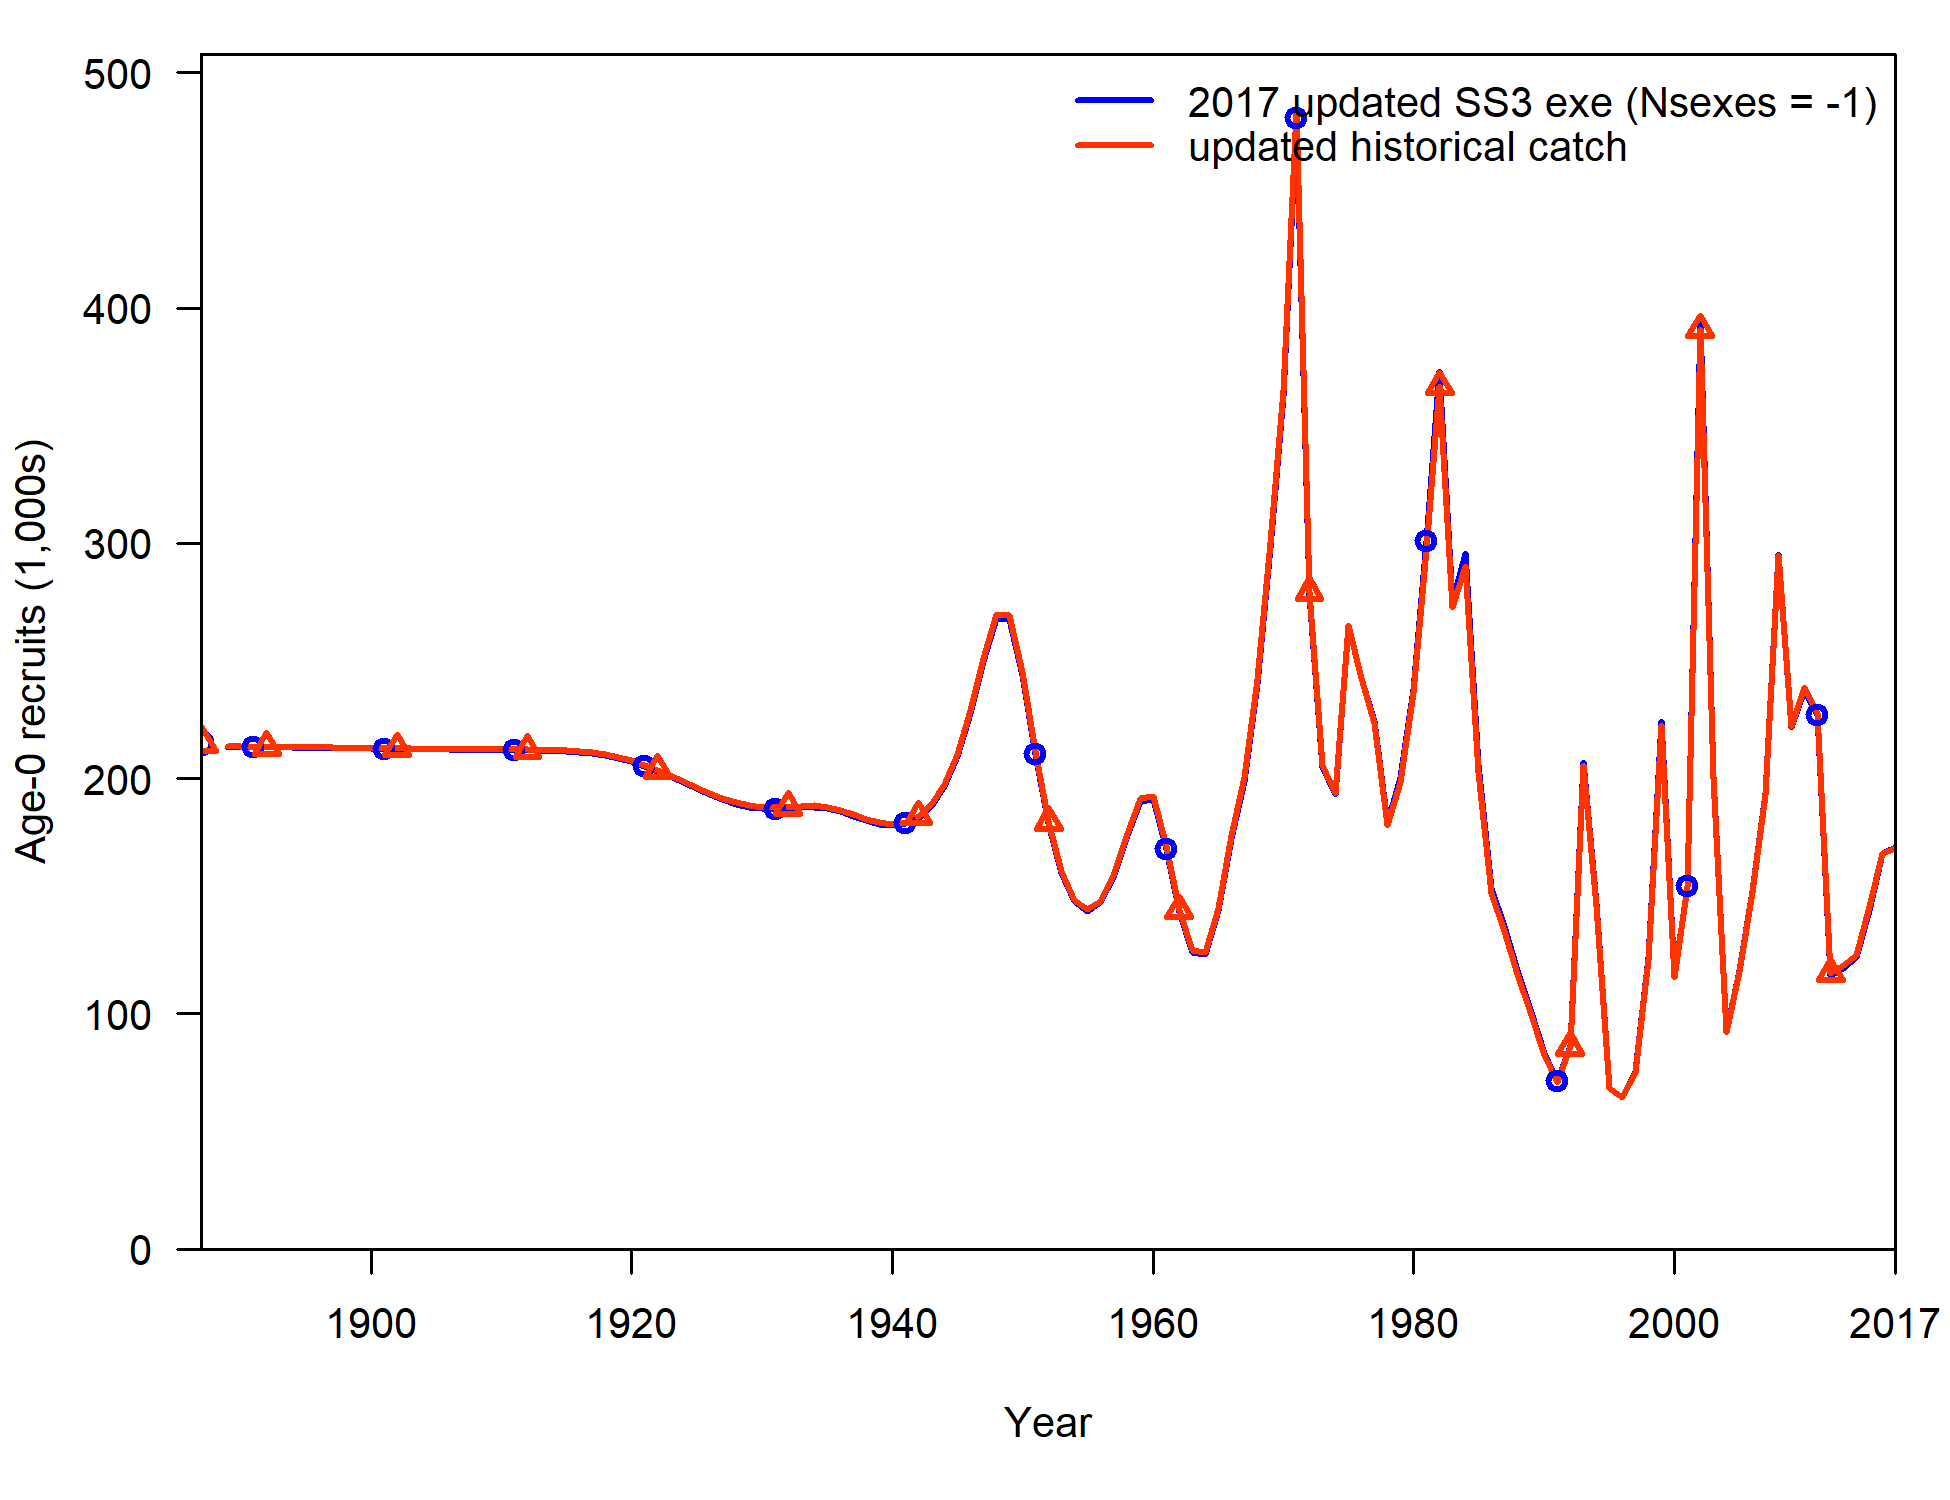 500
400
300
200
100
0
Age-0 recruits (1,000s)
2017 updated SS3 exe (Nsexes = -1)
updated historical catch
1900 1920 1940 1960 1980 2000 2017
Year